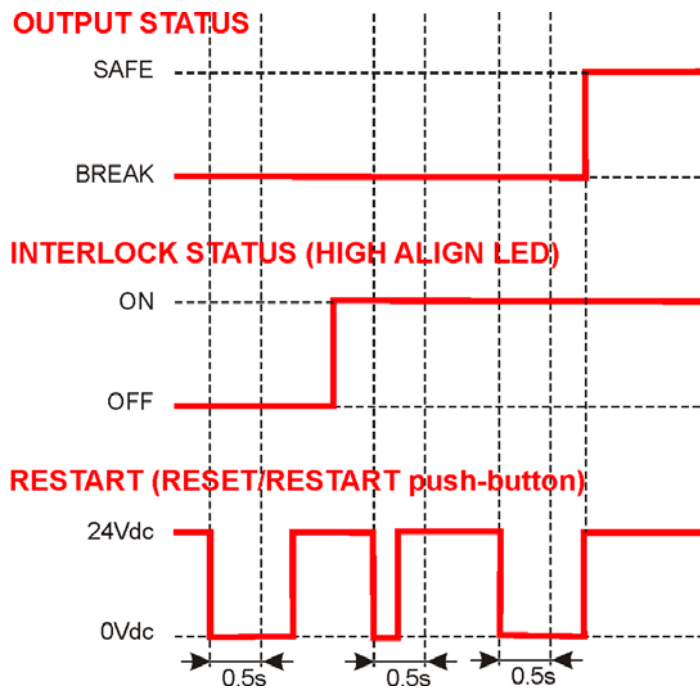 OUTPUT STATUS
SAFE
BREAK
INTERLOCK STATUS (HIGH ALIGN LED)
ON
OFF
RESTART (RESET/RESTART push-button)
24Vdc
0Vdc
0.5s 0.5s 0.5s